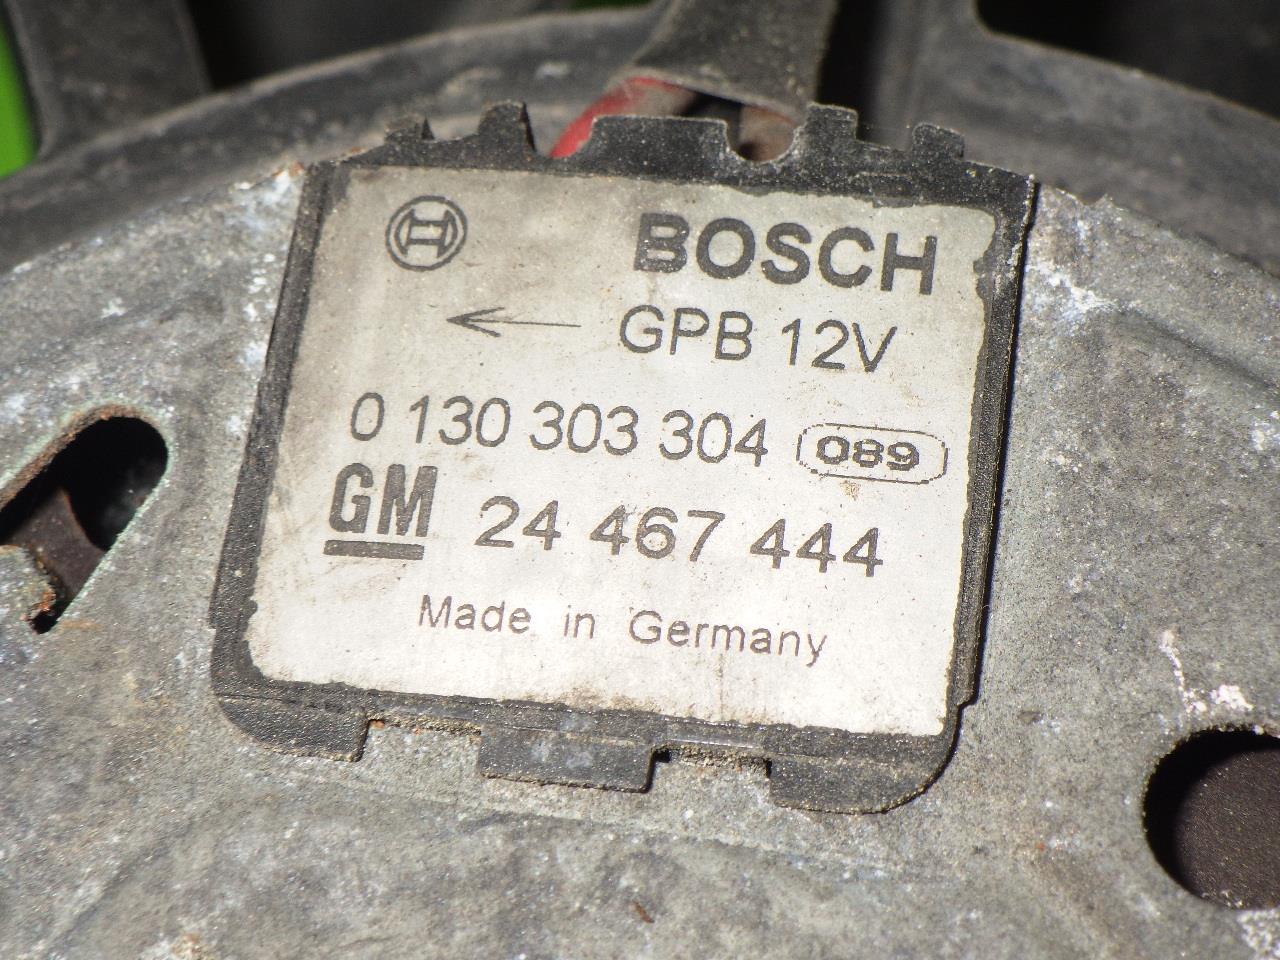 BOSCH
GPB 12V
0 130 303 304 089
GM 24 467 444
Made in Germany